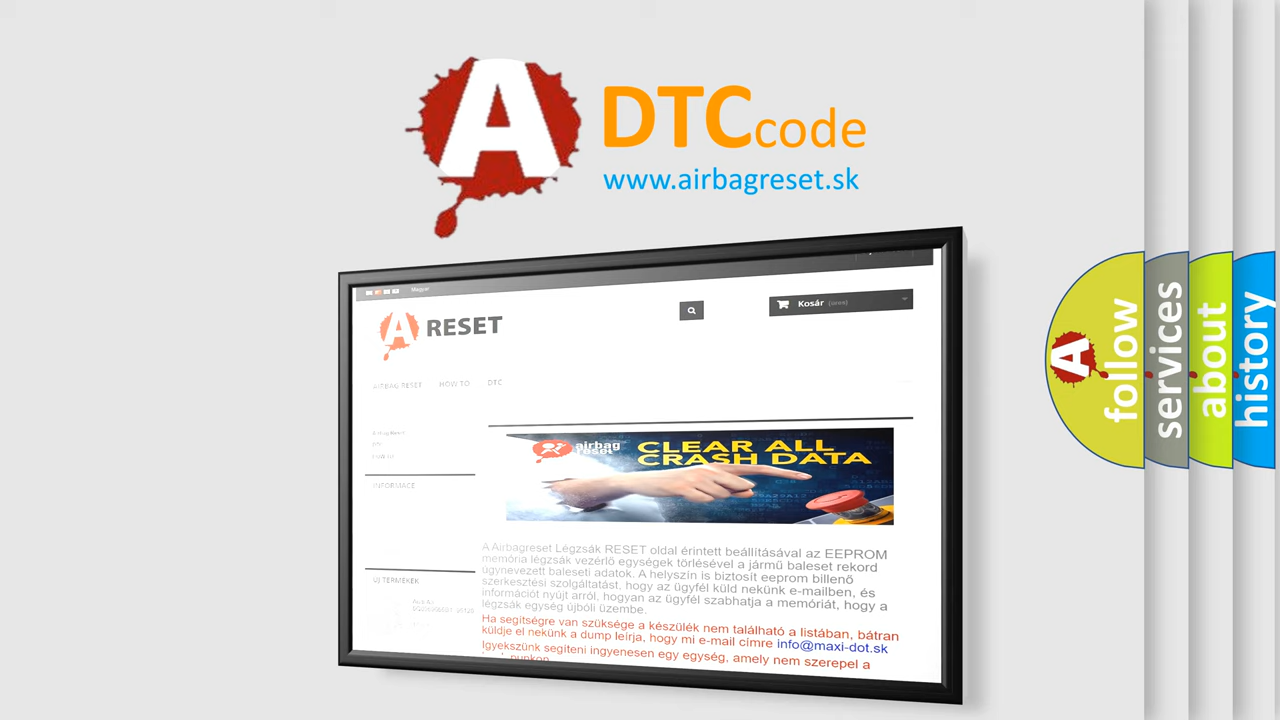 A
DTCcode
www.airbagreset.sk
Magyar
A RESET
Kosár (üres)
AIRBAG RESET HOW TO DTC
Airbag Reset
INFORMACE
ÚJ TERMÉKEK
airbag
reset
CLEAR ALL
CRASH DATA
A Airbagreset Légzsák RESET oldal érintett beállításával az EEPROM
memória légzsák vezérlő egységek törlésével a jármű baleset rekord
úgynevezett baleseti adatok. A helyszín is biztosít eeprom billenő
szerkesztési szolgáltatást, hogy az ügyfél küld nekünk e-mailben, és
információt nyújt arról, hogyan az ügyfél szabhatja a memóriát, hogy a
légzsák egység újbóli üzembe.
Ha segítségre van szüksége a készülék nem található a listában, bátran
küldje el nekünk a dump leírja, hogy mi e-mail címre info@maxi-dot.sk
Igyekszünk segíteni ingyenesen egy egység, amely nem szerepel a
A
follow
services
about
history